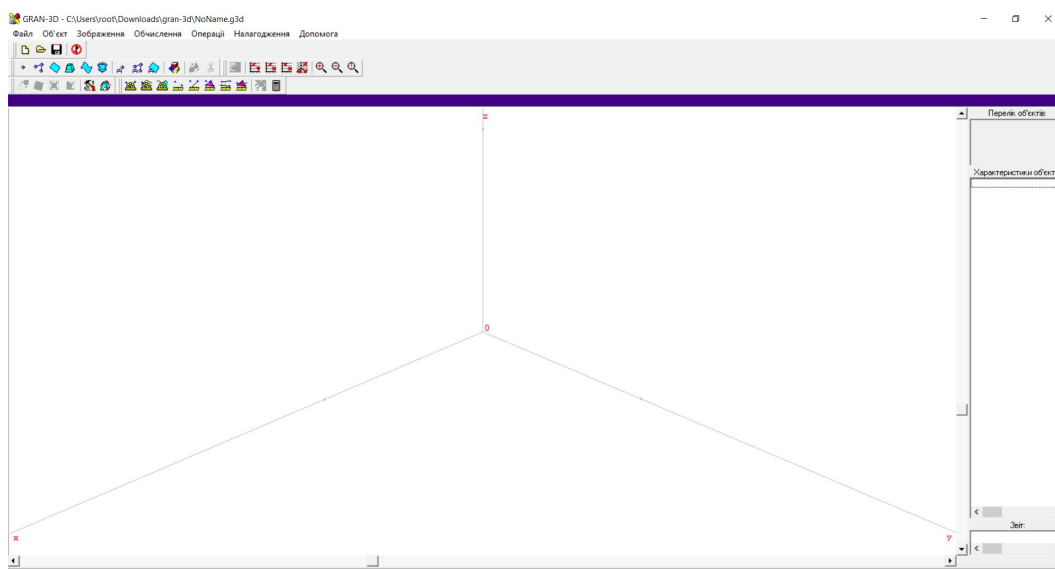 GRAN-3D - C:\Users\root\Downloads\gran-3d\NoName.g3d
Файл Об'єкт Зображення Обчислення Операції Налагодження Допомога
z
Перелік об'єктів:
Характеристики об'єкт
0
x
y
Звіт: